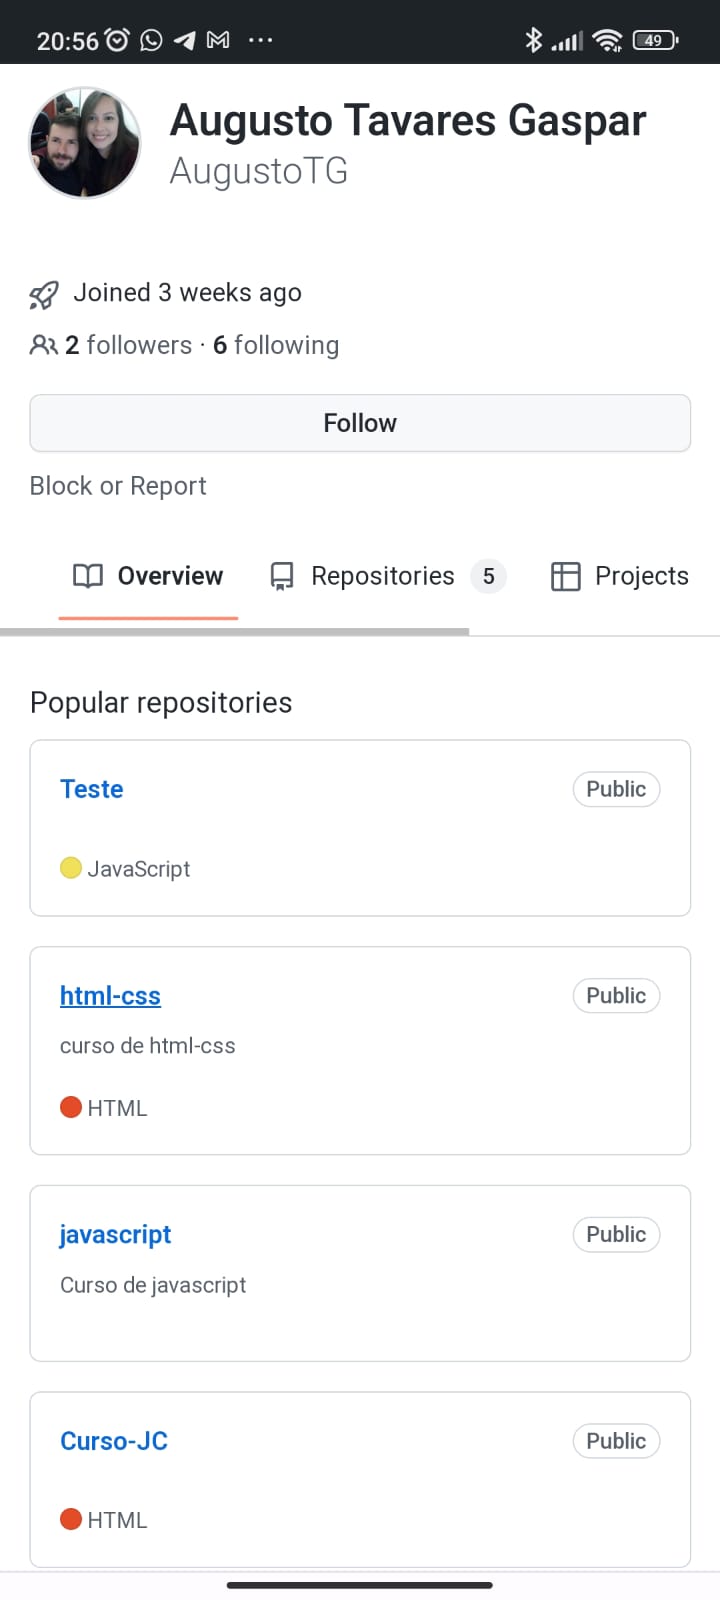 20:56 ...
49
Augusto Tavares Gaspar
AugustoTG
Joined 3 weeks ago
2 followers · 6 following
Follow
Block or Report
Overview Repositories 5 Projects
Popular repositories
Teste Public
JavaScript
html-css Public
curso de html-css
HTML
javascript Public
Curso de javascript
Curso-JC Public
HTML